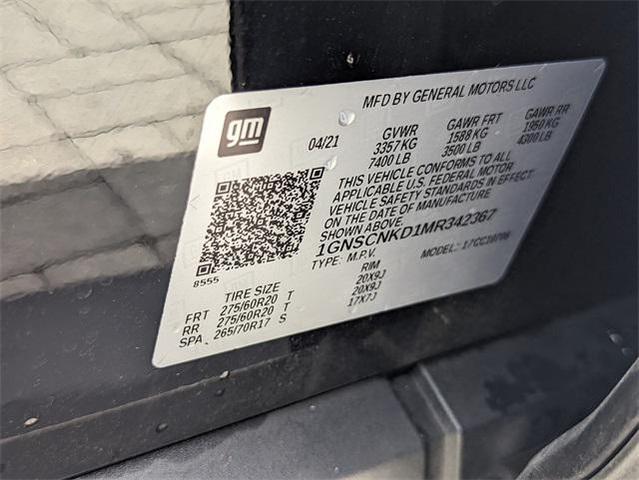 MFD BY GENERAL MOTORS LLC
gm
04/21 GVWR GAWR FRT GAWR RR
3357 KG 1588 KG 1950 KG
7400 LB 3500 LB 4300 LB
THIS VEHICLE CONFORMS TO ALL
APPLICABLE U.S. FEDERAL MOTOR
VEHICLE SAFETY STANDARDS IN EFFECT
ON THE DATE OF MANUFACTURE
SHOWN ABOVE.
1GNSCNKD1MR342367
TYPE: M.P.V. MODEL:
8555
TIRE SIZE RIM
FRT 275/60R20 T 20X9J
RR 275/60R20 T 20X9J
SPA 265/70R17 S 17X7J